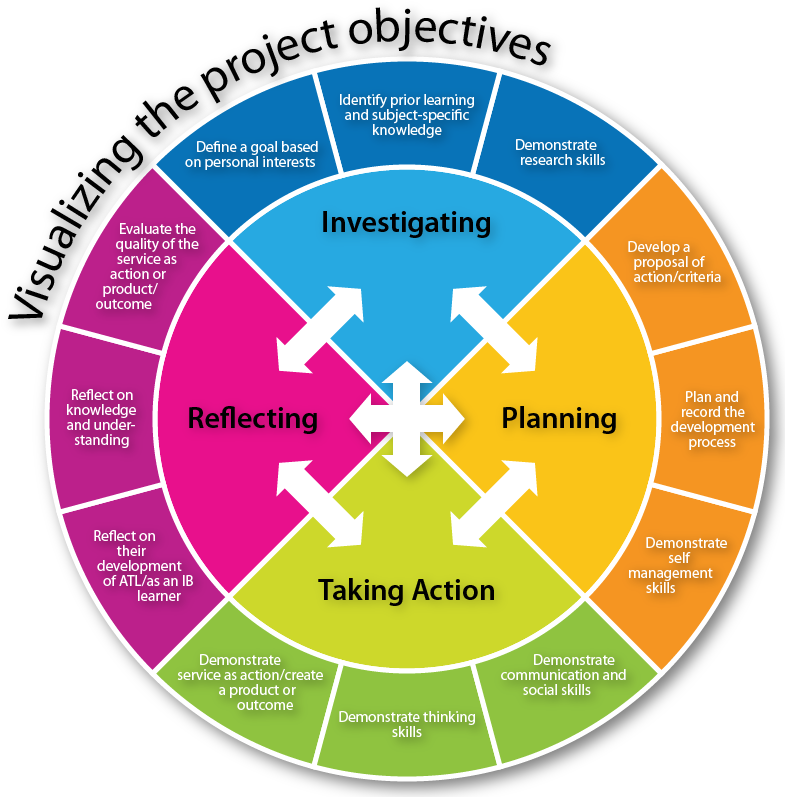 Visualizing the project objectives
Define a goal based
on personal interests
Identify prior learning
and subject-specific
knowledge
Demonstrate
research skills
Investigating
Develop a
proposal of
action/criteria
Plan and
record the
development
process
Demonstrate
self
management
skills
Planning
Demonstrate
communication and
social skills
Demonstrate thinking
skills
Demonstrate
service as action/create
a product or
outcome
Taking Action
Reflect on
their
development
of ATL/as an IB
learner
Reflect on
knowledge
and under-
standing
Evaluate the
quality of the
service as
action or
product/
outcome
Reflecting